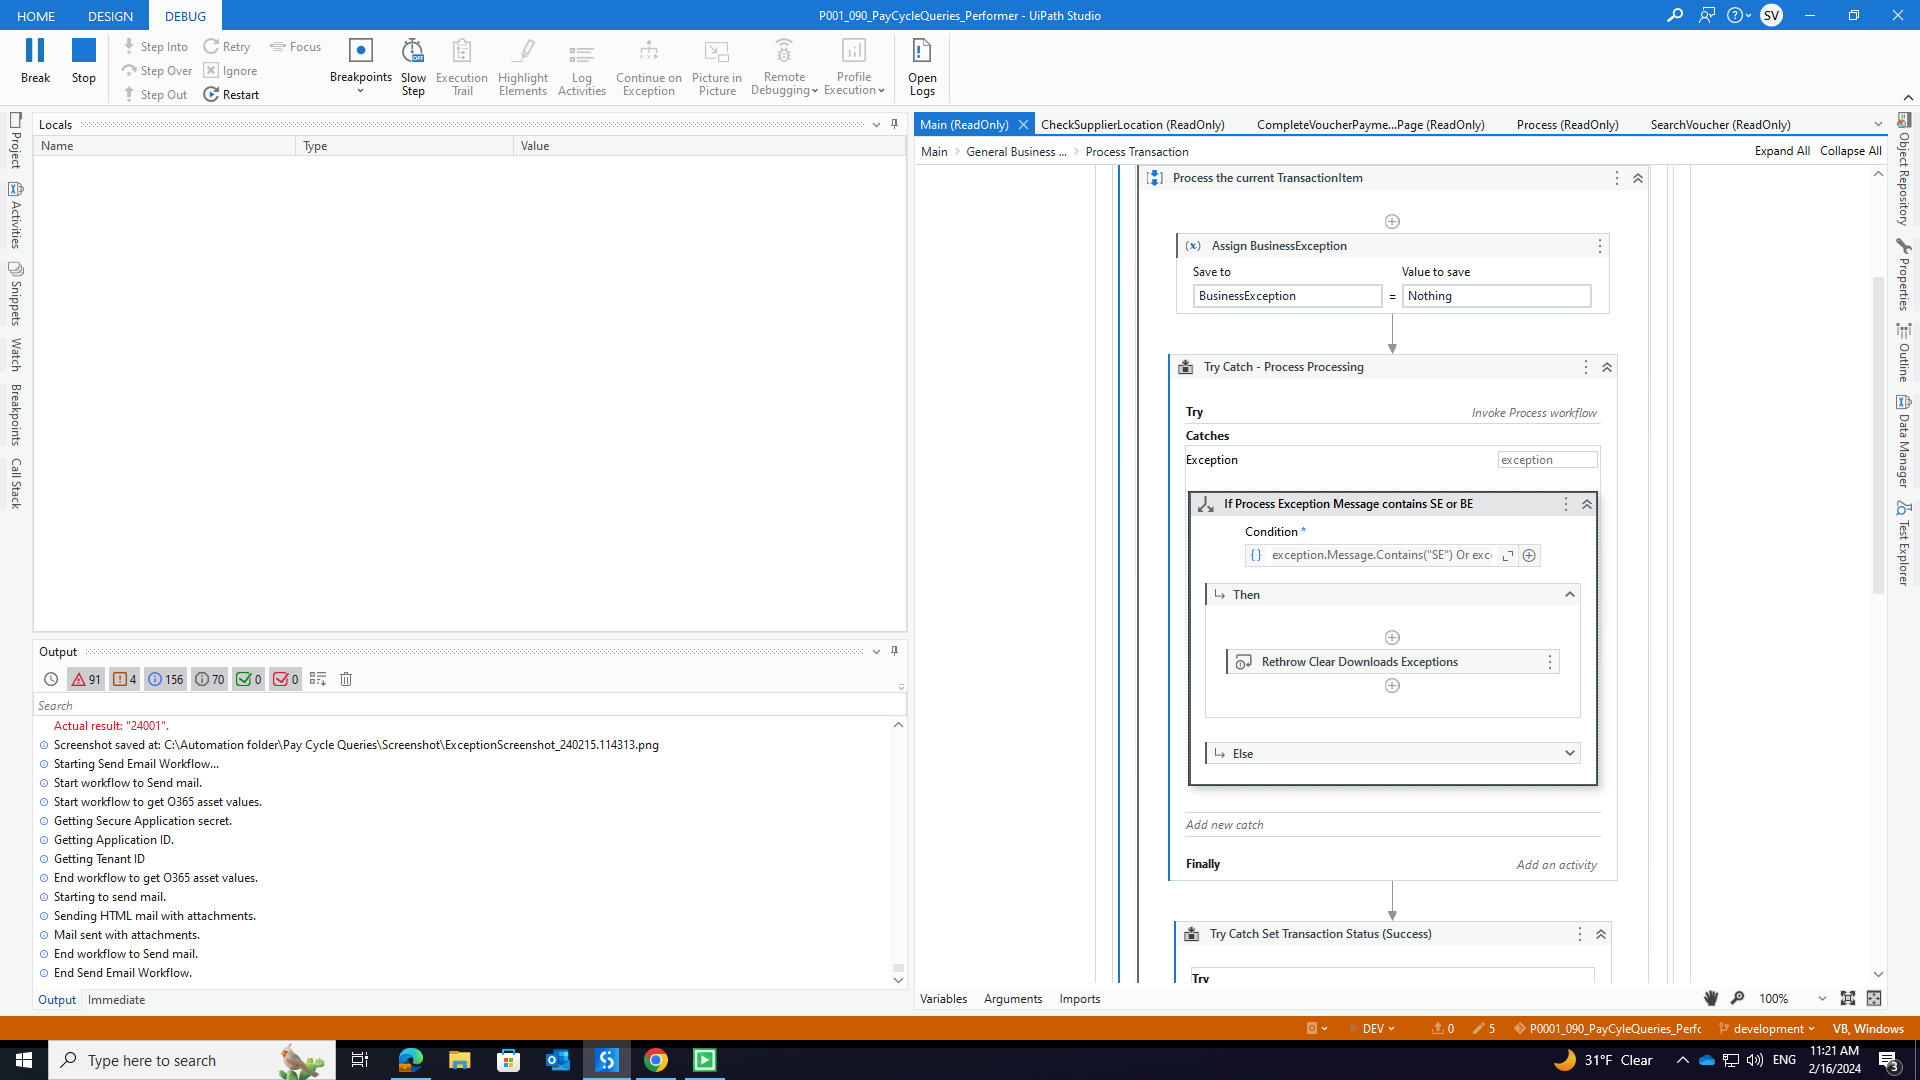 HOME DESIGN DEBUG
P001_090_PayCycleQueries_Performer - UiPath Studio
SV
Break
Stop
Step Into
Step Over
Step Out
Retry
Ignore
Restart
Focus
Breakpoints
Slow Step
Execution Trail
Highlight Elements
Log Activities
Continue on Exception
Picture in Picture
Remote Debugging
Profile Execution
Open Logs
Project
Activities
Snippets
Watch
Breakpoints
Call Stack
Locals
Name Type Value
Output
91 4 156 70 0 0
Search
Actual result: "24001".
Screenshot saved at: C:\Automation folder\Pay Cycle Queries\Screenshot\ExceptionScreenshot_240215.114313.png
Starting Send Email Workflow...
Start workflow to Send mail.
Start workflow to get O365 asset values.
Getting Secure Application secret.
Getting Application ID.
Getting Tenant ID
End workflow to get O365 asset values.
Starting to send mail.
Sending HTML mail with attachments.
Mail sent with attachments.
End workflow to Send mail.
End Send Email Workflow.
Output Immediate
Main (ReadOnly) CheckSupplierLocation (ReadOnly) CompleteVoucherPayme...Page (ReadOnly) Process (ReadOnly) SearchVoucher (ReadOnly)
Main General Business ... Process Transaction
Expand All Collapse All
Process the current TransactionItem
Assign BusinessException
Save to Value to save
BusinessException = Nothing
Try Catch - Process Processing
Try Invoke Process workflow
Catches
Exception exception
If Process Exception Message contains SE or BE
Condition *
exception.Message.Contains("SE") Or exc
Then
Rethrow Clear Downloads Exceptions
Else
Add new catch
Finally Add an activity
Try Catch Set Transaction Status (Success)
Try
Variables Arguments Imports
100%
Object Repository
Properties
Outline
Data Manager
Test Explorer
DEV 0 5 P0001_090_PayCyleQueries_Perfc development VB, Windows
Type here to search
31°F Clear
ENG
11:21 AM
2/16/2024
3